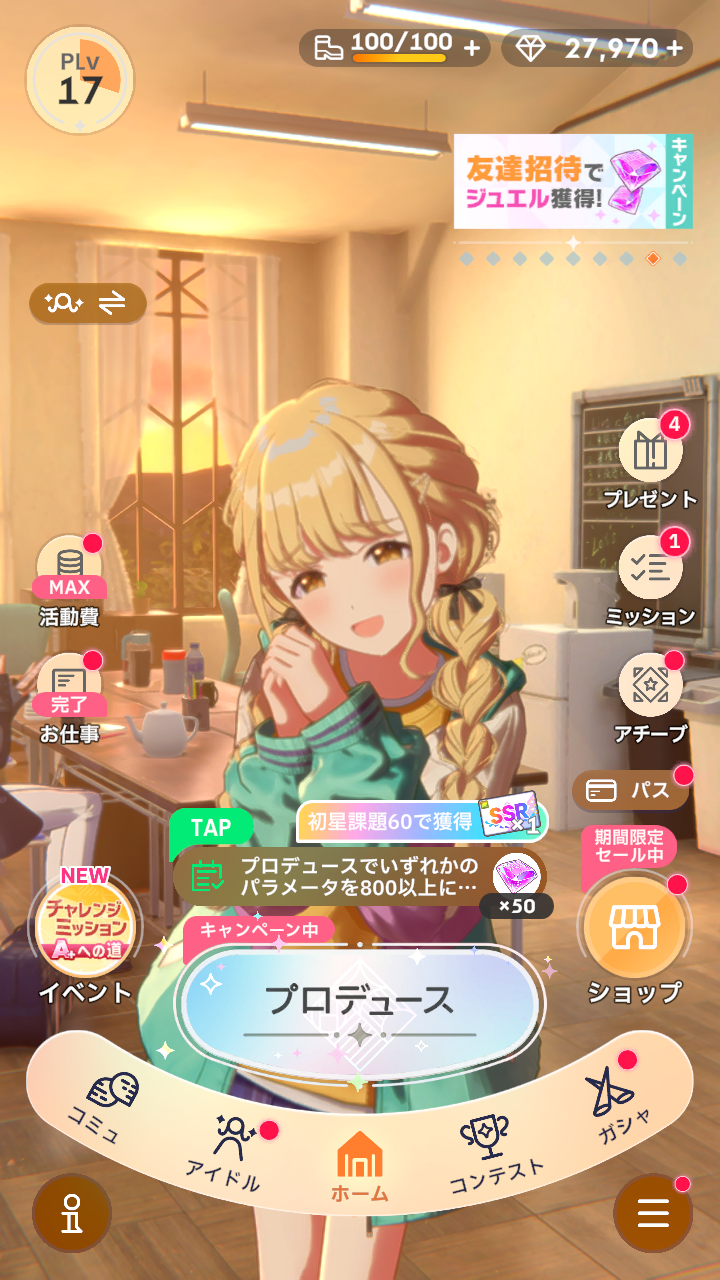 PLv
17
100/100 +
27,970 +
友達招待で
ジュエル獲得!
キャンペーン
4
プレゼント
1
ミッション
MAX
活動費
完了
お仕事
アチーブ
パス
TAP
初星課題60で獲得
SSR
×1
プロデュースでいずれかの
パラメータを800以上に…
×50
期間限定
セール中
NEW
チャレンジ
ミッション
A+への道
イベント
キャンペーン中
プロデュース
ショップ
コミュ
アイドル
ホーム
コンテスト
ガシャ